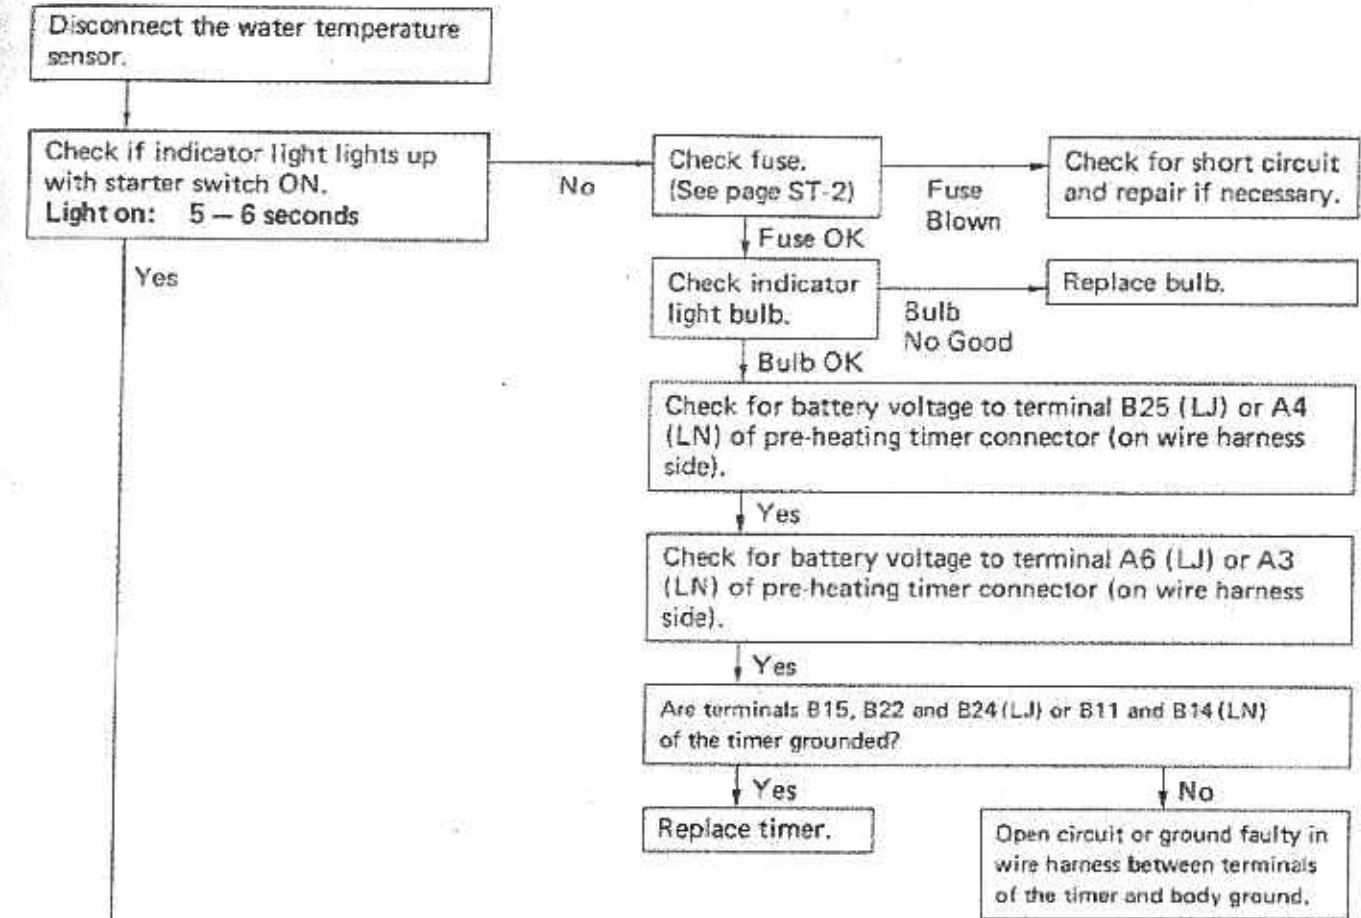 Disconnect the water temperature
sensor.
Check if indicator light lights up
with starter switch ON.
Light on: 5 – 6 seconds
No
Check fuse.
(See page ST-2)
Fuse
Blown
Check for short circuit
and repair if necessary.
Yes
Fuse OK
Check indicator
light bulb.
Bulb
No Good
Replace bulb.
Bulb OK
Check for battery voltage to terminal B25 (LJ) or A4
(LN) of pre-heating timer connector (on wire harness
side).
Yes
Check for battery voltage to terminal A6 (LJ) or A3
(LN) of pre-heating timer connector (on wire harness
side).
Yes
Are terminals B15, B22 and B24 (LJ) or B11 and B14 (LN)
of the timer grounded?
Yes
No
Replace timer.
Open circuit or ground faulty in
wire harness between terminals
of the timer and body ground.